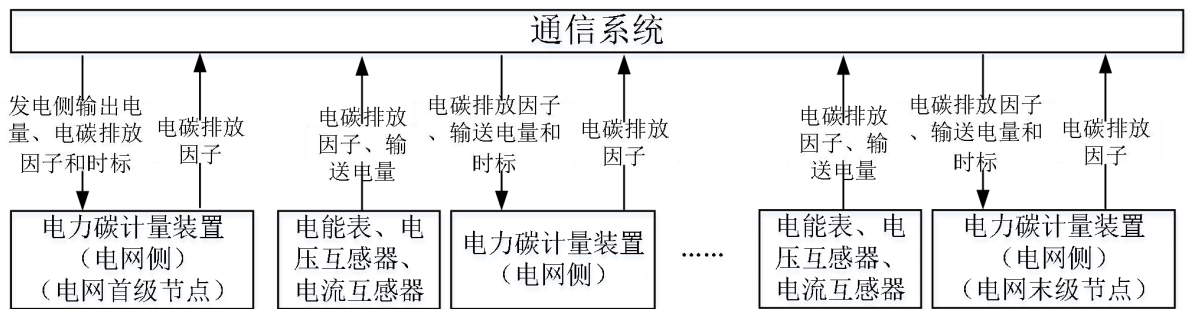 通信系统
发电侧输出电
量、电碳排放
因子和时标
电碳排放
因子
电碳排放
因子、输
送电量
电碳排放因子
、输送电量和
时标
电碳排放
因子
电碳排放
因子、输
送电量
电碳排放因子
、输送电量和
时标
电碳排放
因子
电力碳计量装置
（电网侧）
（电网首级节点）
电能表、电
压互感器、
电流互感器
电力碳计量装置
（电网侧）
……
电能表、电
压互感器、
电流互感器
电力碳计量装置
（电网侧）
（电网末级节点）